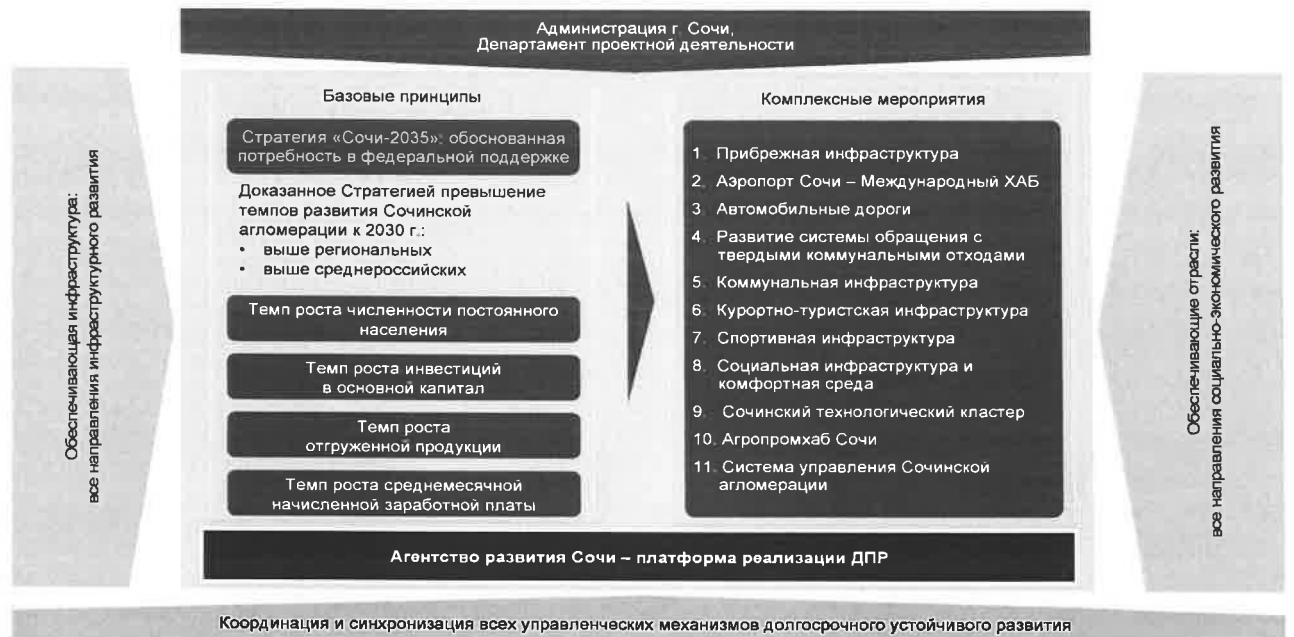 Администрация г. Сочи,
Департамент проектной деятельности
Обеспечивающая инфраструктура:
все направления инфраструктурного развития
Базовые принципы
Стратегия «Сочи-2035»: обоснованная
потребность в федеральной поддержке
Доказанное Стратегией превышение
темпов развития Сочинской
агломерации к 2030 г.:
• выше региональных
• выше среднероссийских
Темп роста численности постоянного
населения
Темп роста инвестиций
в основной капитал
Темп роста
отгруженной продукции
Темп роста среднемесячной
начисленной заработной платы
Комплексные мероприятия
1. Прибрежная инфраструктура
2. Аэропорт Сочи – Международный ХАБ
3. Автомобильные дороги
4. Развитие системы обращения с
твердыми коммунальными отходами
5. Коммунальная инфраструктура
6. Курортно-туристская инфраструктура
7. Спортивная инфраструктура
8. Социальная инфраструктура и
комфортная среда
9. Сочинский технологический кластер
10. Агропромхаб Сочи
11. Система управления Сочинской
агломерации
Обеспечивающие отрасли:
все направления социально-экономического развития
Агентство развития Сочи – платформа реализации ДПР
Координация и синхронизация всех управленческих механизмов долгосрочного устойчивого развития